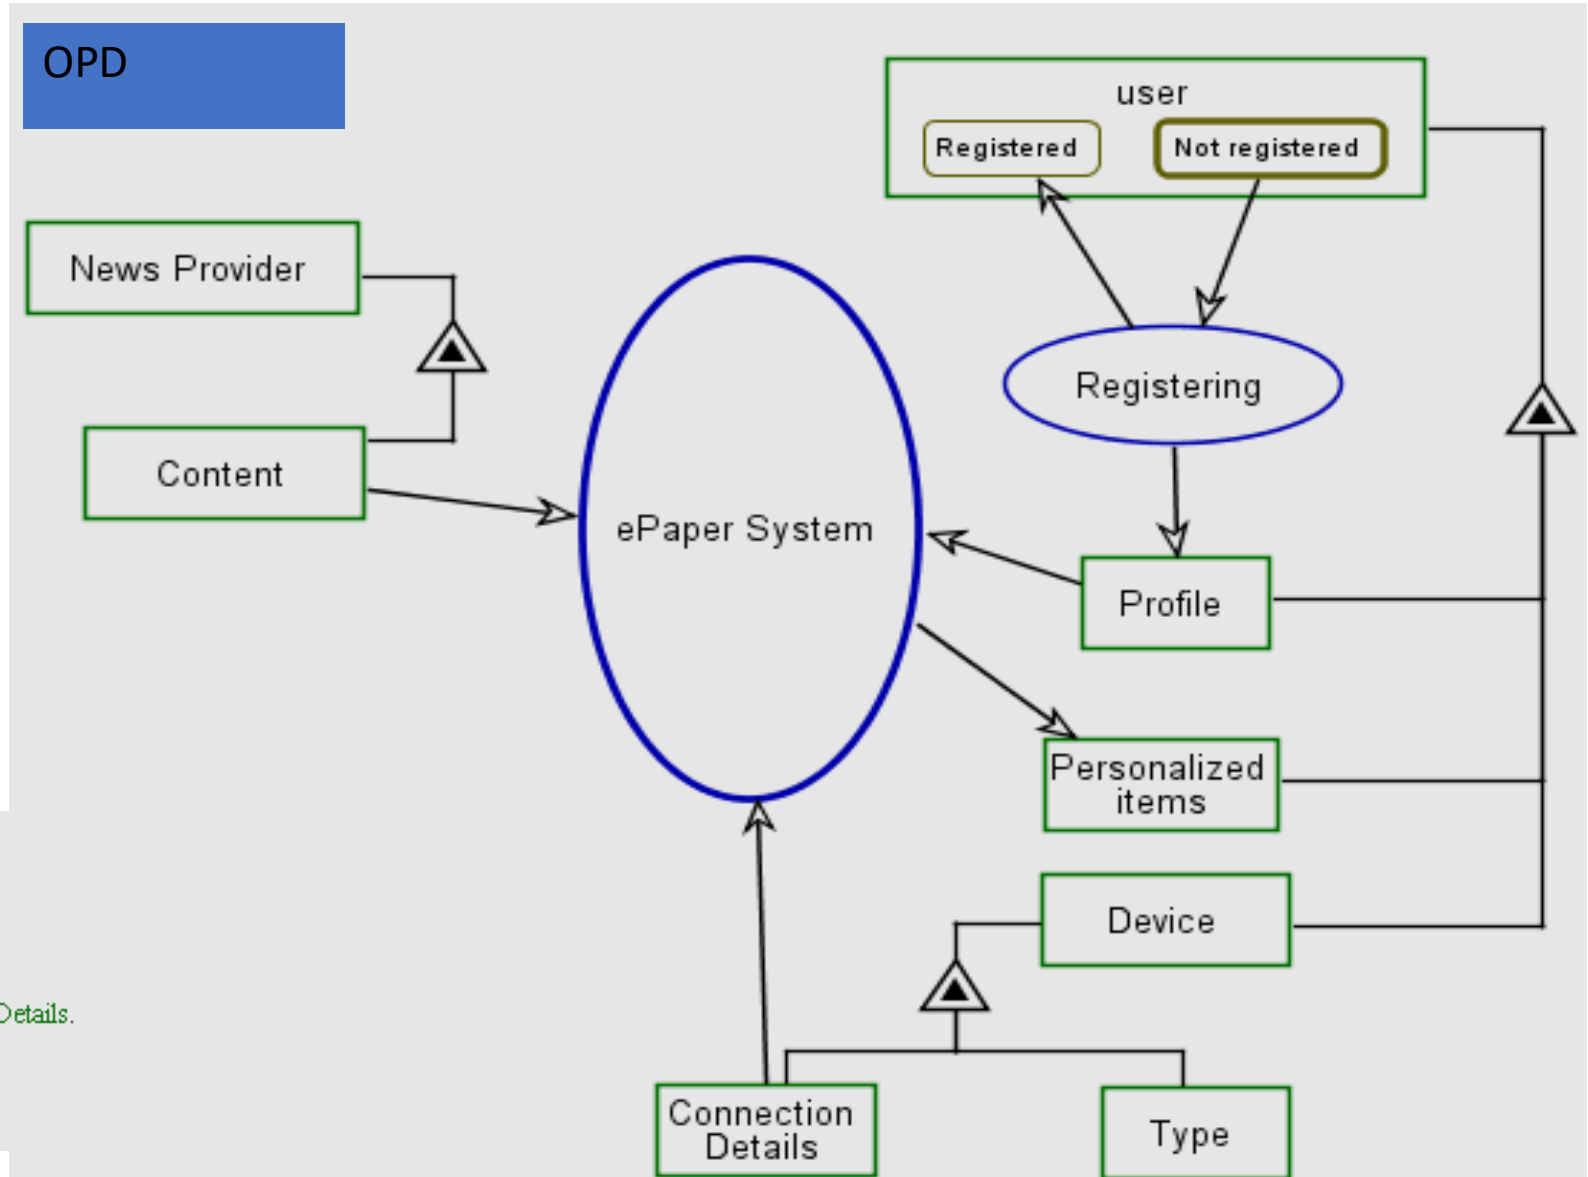 OPD
user
Registered
Not registered
News Provider
Registering
Content
ePaper System
Profile
Personalized
items
Device
Details.
Connection
Details
Type